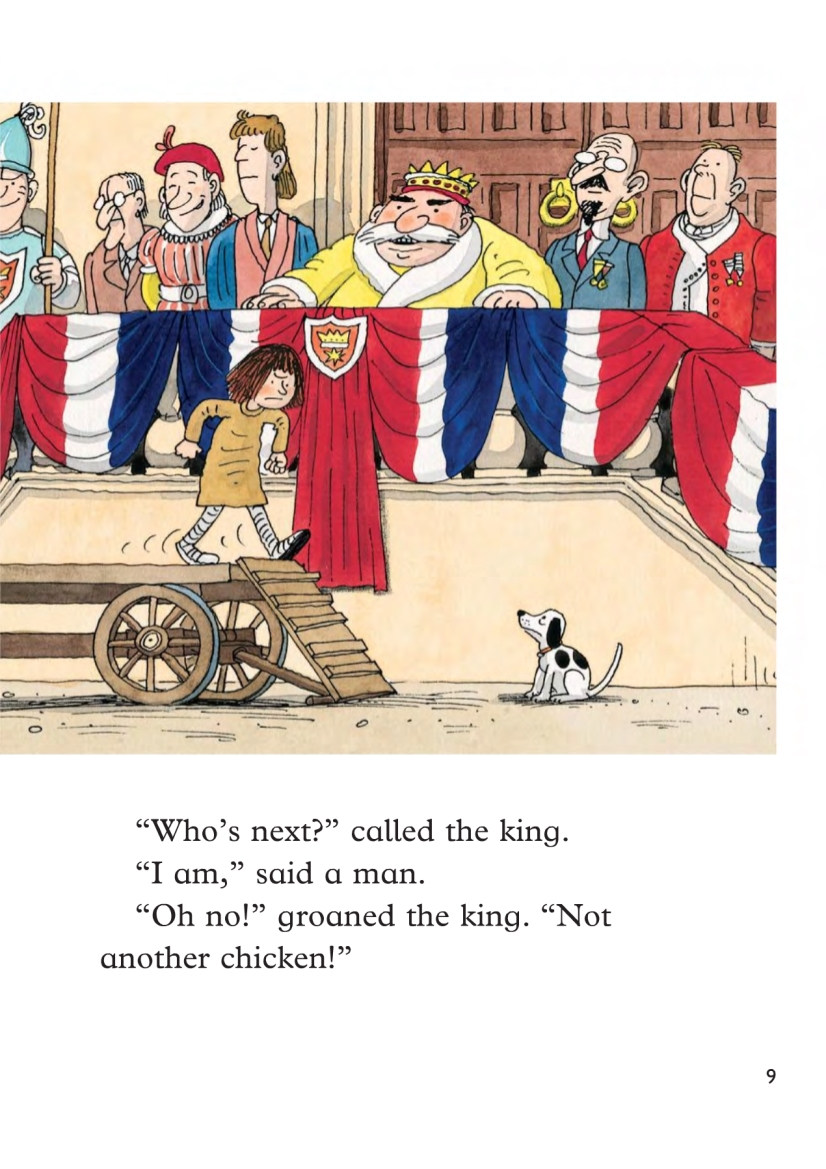 “Who’s next?” called the king.
“I am,” said a man.
“Oh no!” groaned the king. “Not
another chicken!”
9